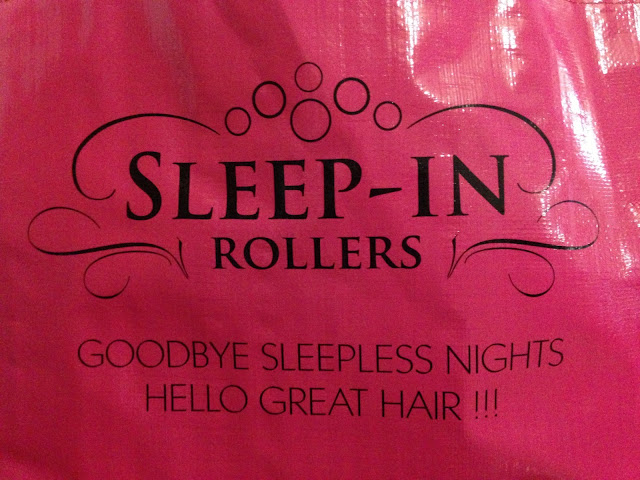 SLEEP-IN
ROLLERS
GOODBYE SLEEPLESS NIGHTS
HELLO GREAT HAIR !!!